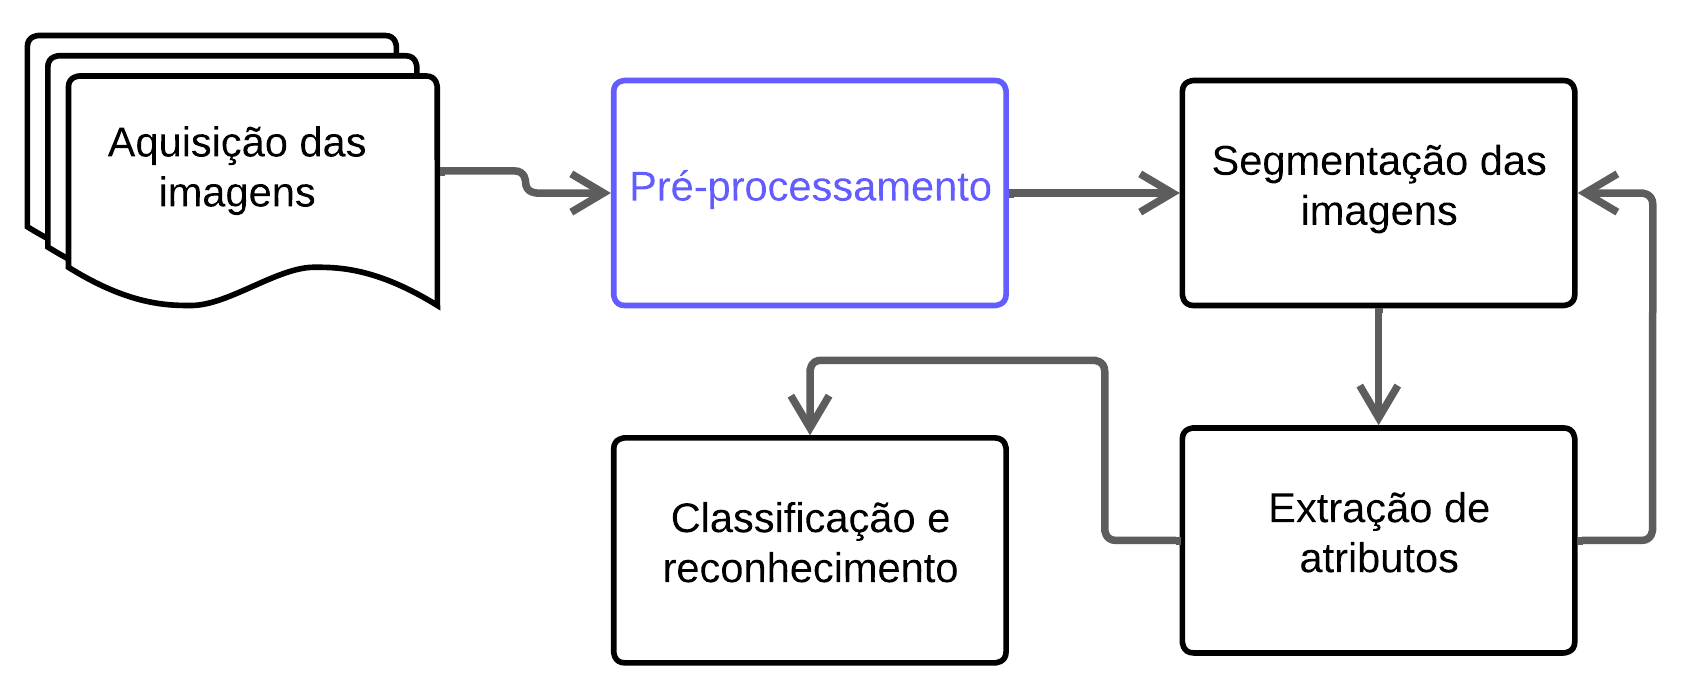 Aquisição das
imagens
Pré-processamento
Segmentação das
imagens
Extração de
atributos
Classificação e
reconhecimento